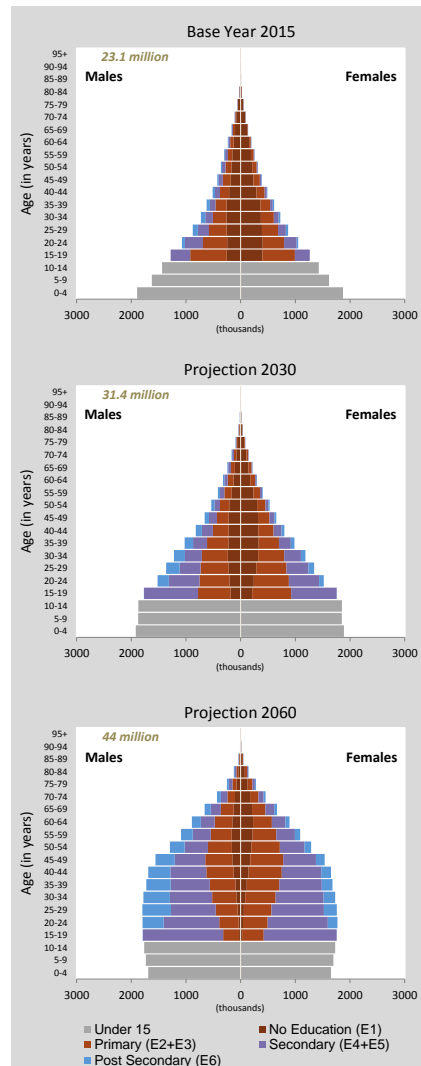 Base Year 2015
23.1 million
Males
Females
Age (in years)
95+
90-94
85-89
80-84
75-79
70-74
65-69
60-64
55-59
50-54
45-49
40-44
35-39
30-34
25-29
20-24
15-19
10-14
5-9
0-4
3000 2000 1000 0 1000 2000 3000
(thousands)
Projection 2030
31.4 million
Males
Females
Age (in years)
95+
90-94
85-89
80-84
75-79
70-74
65-69
60-64
55-59
50-54
45-49
40-44
35-39
30-34
25-29
20-24
15-19
10-14
5-9
0-4
3000 2000 1000 0 1000 2000 3000
(thousands)
Projection 2060
44 million
Males
Females
Age (in years)
95+
90-94
85-89
80-84
75-79
70-74
65-69
60-64
55-59
50-54
45-49
40-44
35-39
30-34
25-29
20-24
15-19
10-14
5-9
0-4
3000 2000 1000 0 1000 2000 3000
(thousands)
Under 15 No Education (E1)
Primary (E2+E3) Secondary (E4+E5)
Post Secondary (E6)